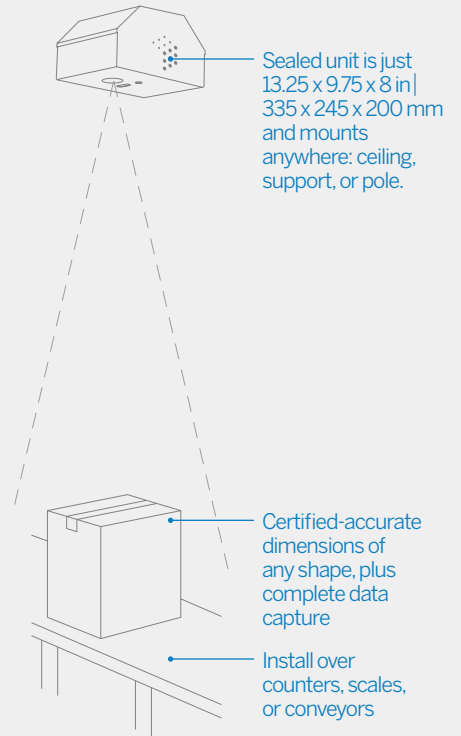 Sealed unit is just
13.25 x 9.75 x 8 in|
335 x 245 x 200 mm
and mounts
anywhere: ceiling,
support, or pole.
Certified-accurate
dimensions of
any shape, plus
complete data
capture
Install over
counters, scales,
or conveyors